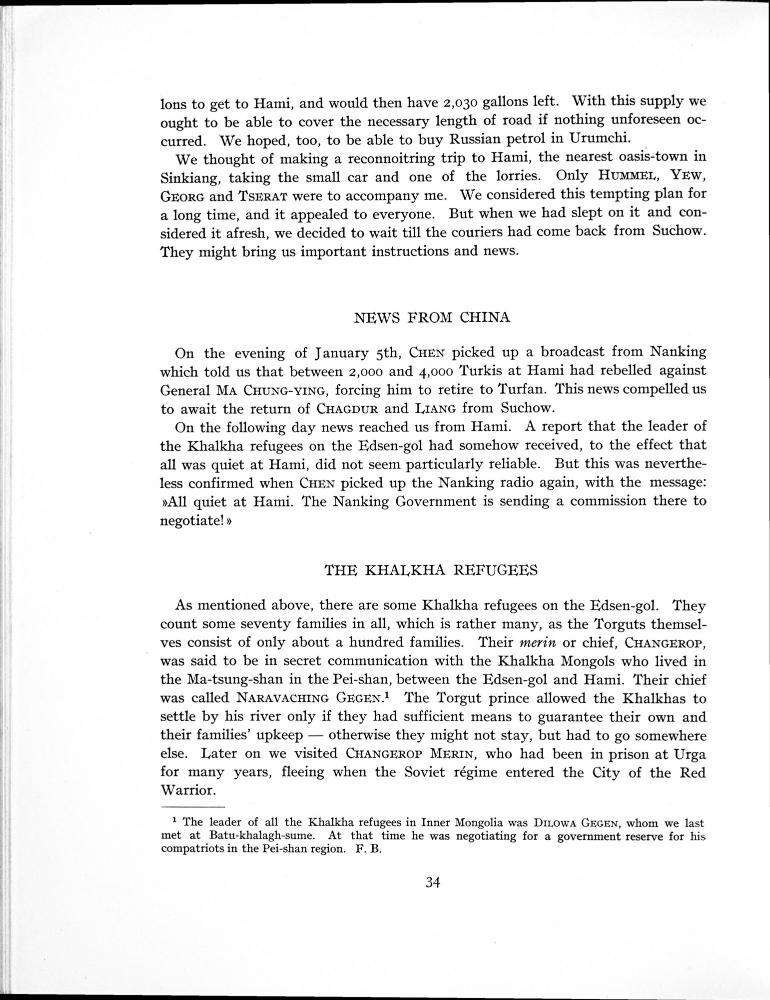 lons to get to Hami, and would then have 2,030 gallons left. With this supply we
ought to be able to cover the necessary length of road if nothing unforeseen oc-
curred. We hoped, too, to be able to buy Russian petrol in Urumchi.
We thought of making a reconnoitring trip to Hami, the nearest oasis-town in
Sinkiang, taking the small car and one of the lorries. Only HUMMEL, YEW,
GEORG and TSERAT were to accompany me. We considered this tempting plan for
a long time, and it appealed to everyone. But when we had slept on it and con-
sidered it afresh, we decided to wait till the couriers had come back from Suchow.
They might bring us important instructions and news.
NEWS FROM CHINA
On the evening of January 5th, CHEN picked up a broadcast from Nanking
which told us that between 2,000 and 4,000 Turkis at Hami had rebelled against
General MA CHUNG-YING, forcing him to retire to Turfan. This news compelled us
to await the return of CHAGDUR and LIANG from Suchow.
On the following day news reached us from Hami. A report that the leader of
the Khalkha refugees on the Edsen-gol had somehow received, to the effect that
all was quiet at Hami, did not seem particularly reliable. But this was neverthe-
less confirmed when CHEN picked up the Nanking radio again, with the message:
»All quiet at Hami. The Nanking Government is sending a commission there to
negotiate!»
THE KHALKHA REFUGEES
As mentioned above, there are some Khalkha refugees on the Edsen-gol. They
count some seventy families in all, which is rather many, as the Torguts themsel-
ves consist of only about a hundred families. Their merin or chief, CHANGEROP,
was said to be in secret communication with the Khalkha Mongols who lived in
the Ma-tsung-shan in the Pei-shan, between the Edsen-gol and Hami. Their chief
was called NARAVACHING GEGEN.¹ The Torgut prince allowed the Khalkhas to
settle by his river only if they had sufficient means to guarantee their own and
their families' upkeep — otherwise they might not stay, but had to go somewhere
else. Later on we visited CHANGEROP MERIN, who had been in prison at Urga
for many years, fleeing when the Soviet régime entered the City of the Red
Warrior.
¹ The leader of all the Khalkha refugees in Inner Mongolia was DILOWA GEGEN, whom we last
met at Batu-khalagh-sume. At that time he was negotiating for a government reserve for his
compatriots in the Pei-shan region. F. B.
34